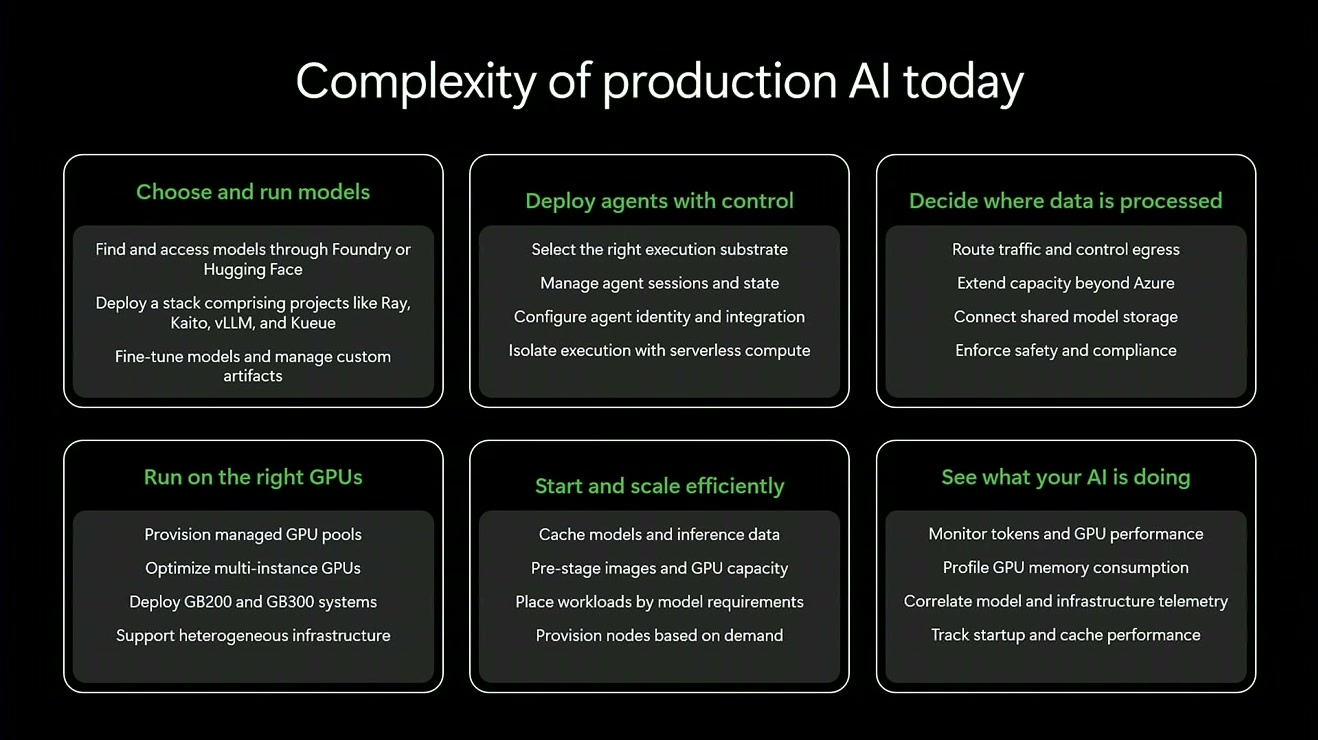 Complexity of production AI today
Choose and run models
Find and access models through Foundry or
Hugging Face
Deploy a stack comprising projects like Ray,
Kaito, vLLM, and Kueue
Fine-tune models and manage custom
artifacts
Deploy agents with control
Select the right execution substrate
Manage agent sessions and state
Configure agent identity and integration
Isolate execution with serverless compute
Decide where data is processed
Route traffic and control egress
Extend capacity beyond Azure
Connect shared model storage
Enforce safety and compliance
Run on the right GPUs
Provision managed GPU pools
Optimize multi-instance GPUs
Deploy GB200 and GB300 systems
Support heterogeneous infrastructure
Start and scale efficiently
Cache models and inference data
Pre-stage images and GPU capacity
Place workloads by model requirements
Provision nodes based on demand
See what your AI is doing
Monitor tokens and GPU performance
Profile GPU memory consumption
Correlate model and infrastructure telemetry
Track startup and cache performance